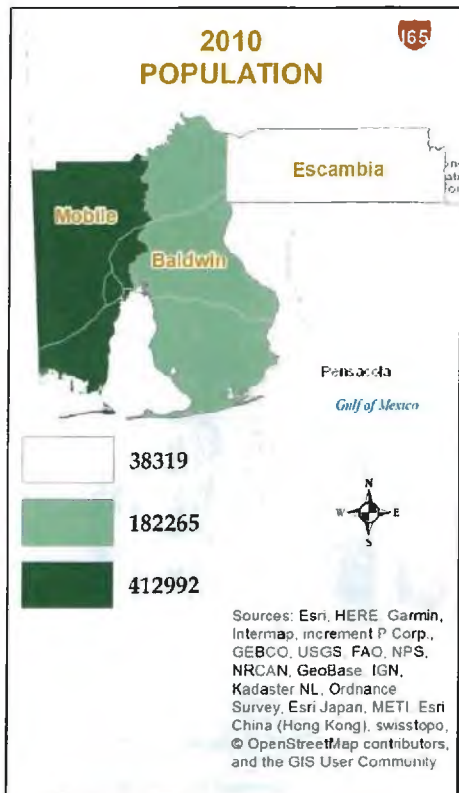 2010
POPULATION
165
Escambia
Mobile
Baldwin
Pensacola
Gulf of Mexico
38319
182265
412992
N
W E
S
Sources: Esri, HERE, Garmin,
Intermap, increment P Corp.,
GEBCO, USGS, FAO, NPS,
NRCAN, GeoBase, IGN,
Kadaster NL, Ordnance
Survey, Esri Japan, METI, Esri
China (Hong Kong), swisstopo,
© OpenStreetMap contributors,
and the GIS User Community